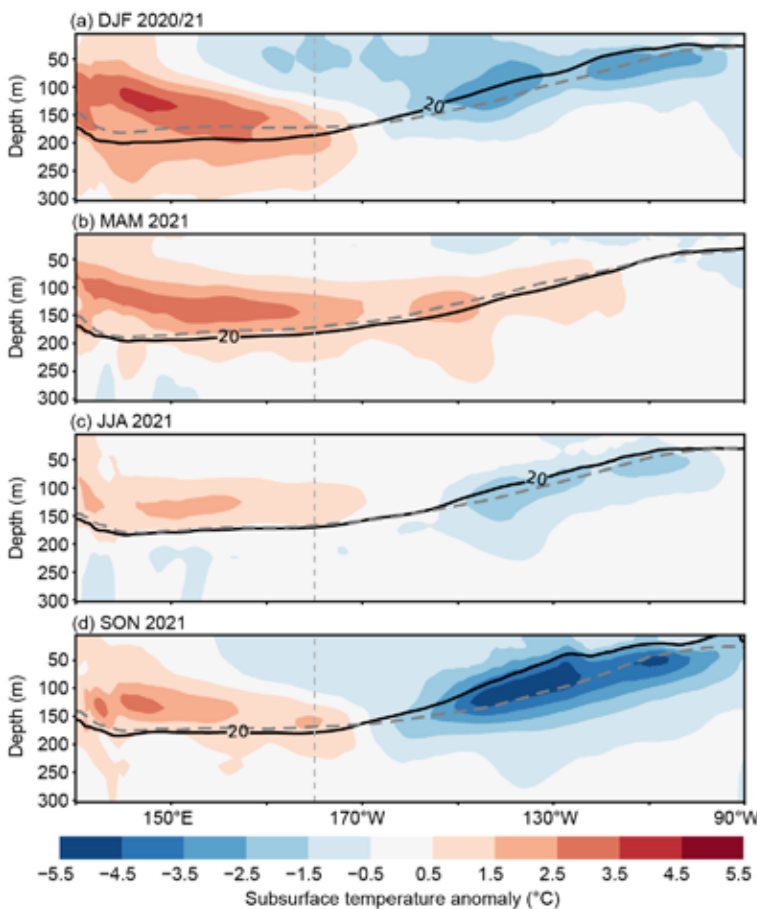 (a) DJF 2020/21
Depth (m)
50
100
150
200
250
300
20
(b) MAM 2021
Depth (m)
50
100
150
200
250
300
20
(c) JJA 2021
Depth (m)
50
100
150
200
250
300
20
(d) SON 2021
Depth (m)
50
100
150
200
250
300
20
150°E 170°W 130°W 90°W
−5.5 −4.5 −3.5 −2.5 −1.5 −0.5 0.5 1.5 2.5 3.5 4.5 5.5
Subsurface temperature anomaly (°C)